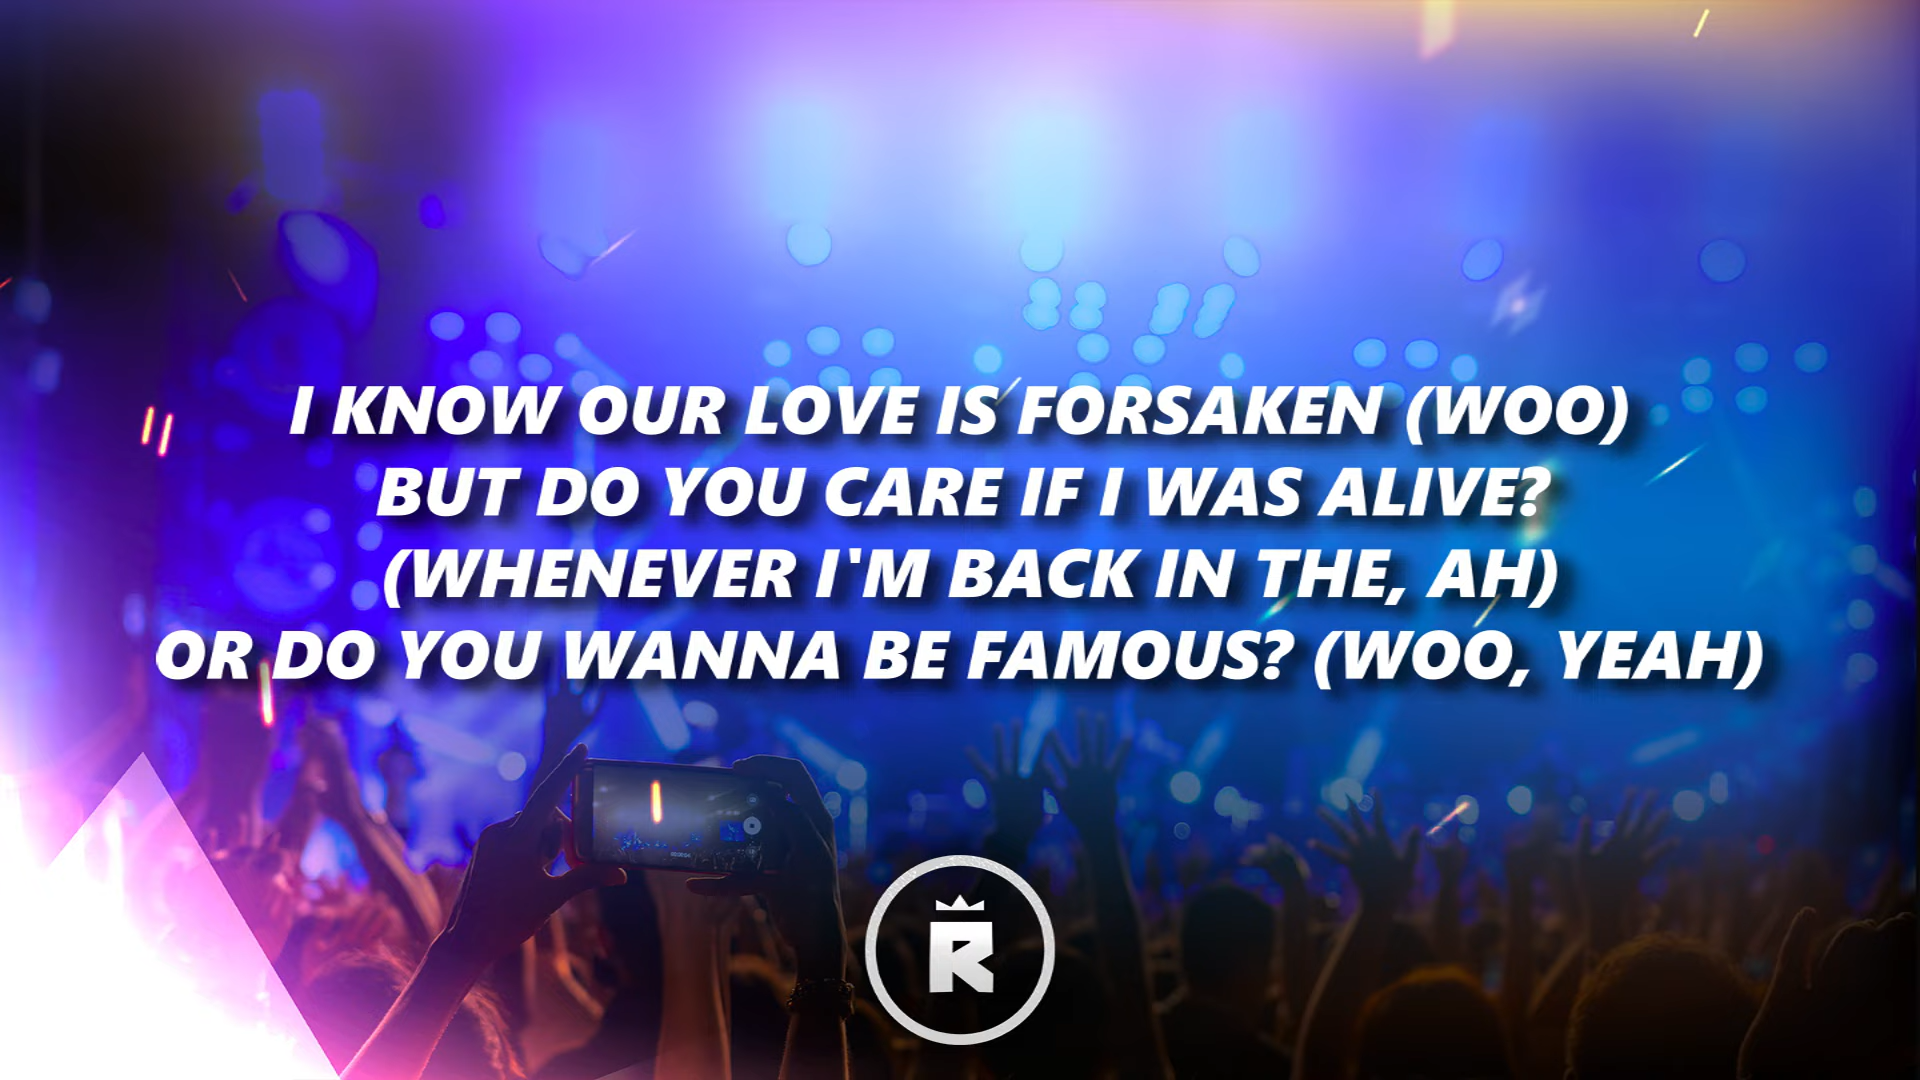 I KNOW OUR LOVE IS FORSAKEN (WOO)
BUT DO YOU CARE IF I WAS ALIVE?
(WHENEVER I'M BACK IN THE, AH)
OR DO YOU WANNA BE FAMOUS? (WOO, YEAH)
R